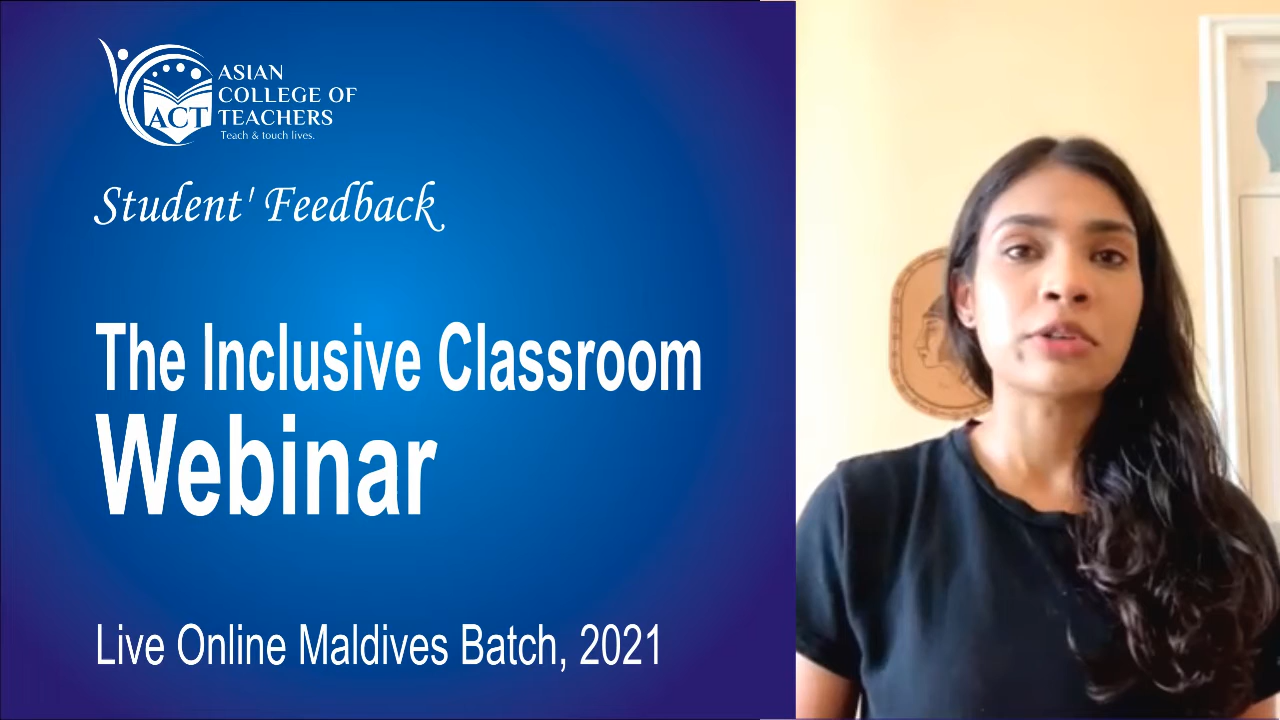 ASIAN
COLLEGE OF
TEACHERS
ACT
Teach & touch lives.
Student' Feedback
The Inclusive Classroom
Webinar
Live Online Maldives Batch, 2021